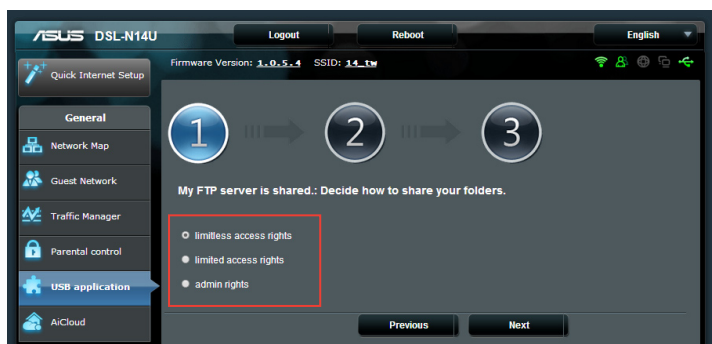 ASUS DSL-N14U Logout Reboot English
Quick Internet Setup
Firmware Version: 1.0.5.4 SSID: 14_tw
General
Network Map
Guest Network
Traffic Manager
Parental control
USB application
AiCloud
1 2 3
My FTP server is shared.: Decide how to share your folders.
limitless access rights
limited access rights
admin rights
Previous Next